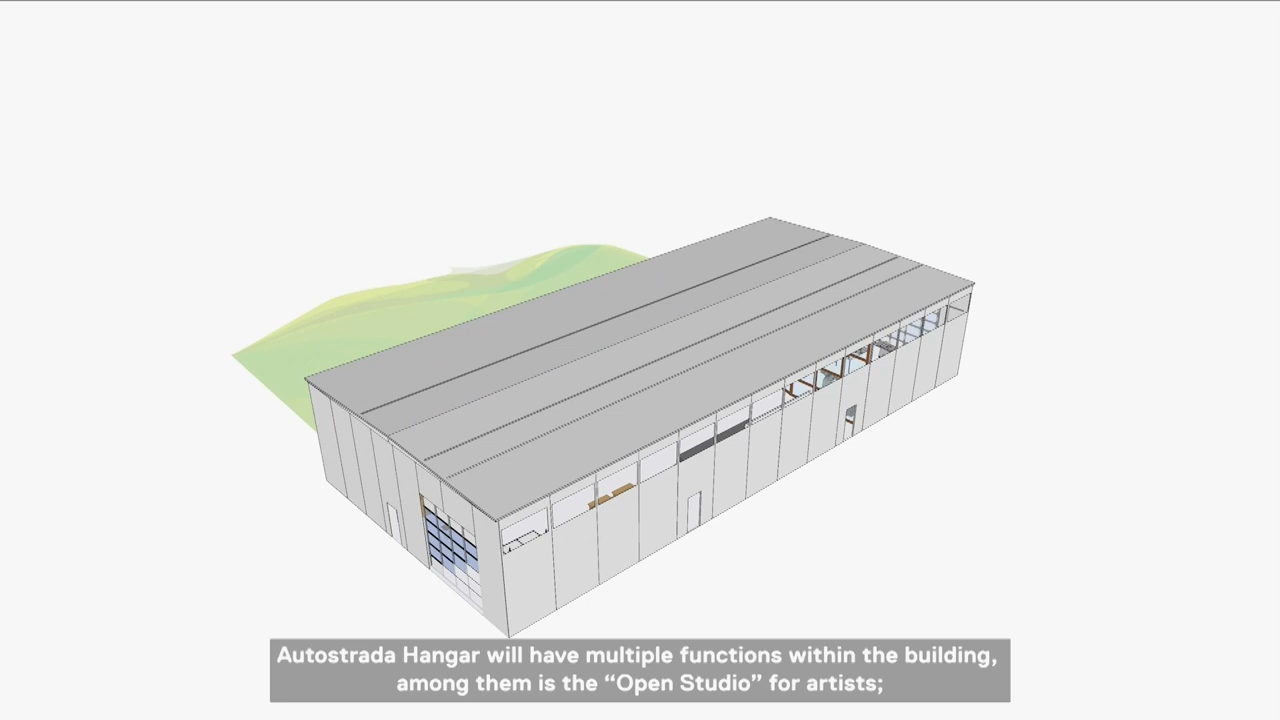 Autostrada Hangar will have multiple functions within the building,
among them is the “Open Studio” for artists;